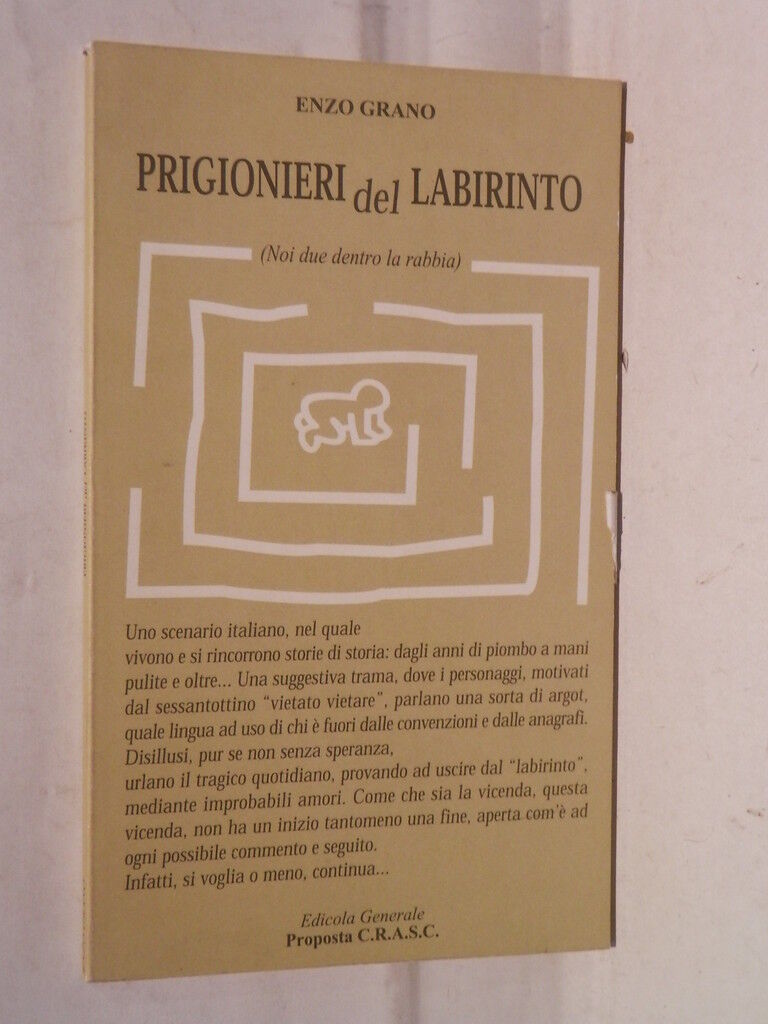 ENZO GRANO
PRIGIONIERI del LABIRINTO
(Noi due dentro la rabbia)
Uno scenario italiano, nel quale
vivono e si rincorrono storie di storia: dagli anni di piombo a mani
pulite e oltre... Una suggestiva trama, dove i personaggi, motivati
dal sessantottino "vietato vietare", parlano una sorta di argot,
quale lingua ad uso di chi è fuori dalle convenzioni e dalle anagrafi.
Disillusi, pur se non senza speranza,
urlano il tragico quotidiano, provando ad uscire dal "labirinto",
mediante improbabili amori. Come che sia la vicenda, questa
vicenda, non ha un inizio tantomeno una fine, aperta com'è ad
ogni possibile commento e seguito.
Infatti, si voglia o meno, continua...
Edicola Generale
Proposta C.R.A.S.C.